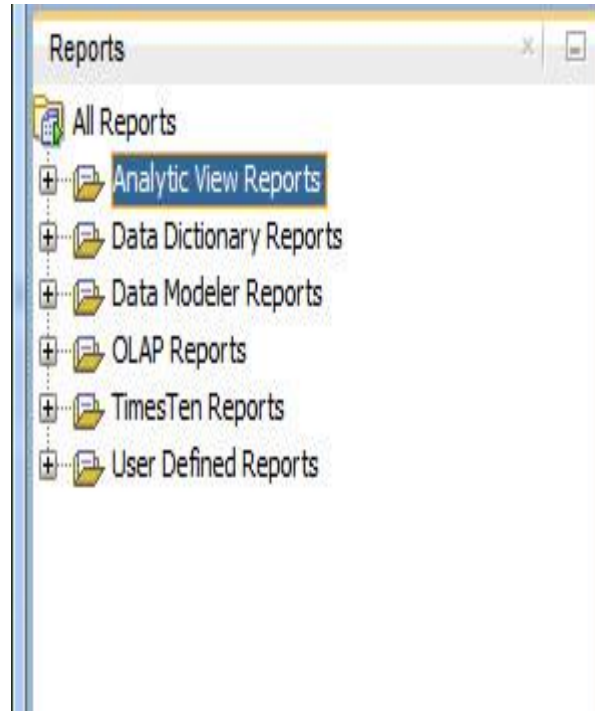 Reports
All Reports
Analytic View Reports
Data Dictionary Reports
Data Modeler Reports
OLAP Reports
TimesTen Reports
User Defined Reports